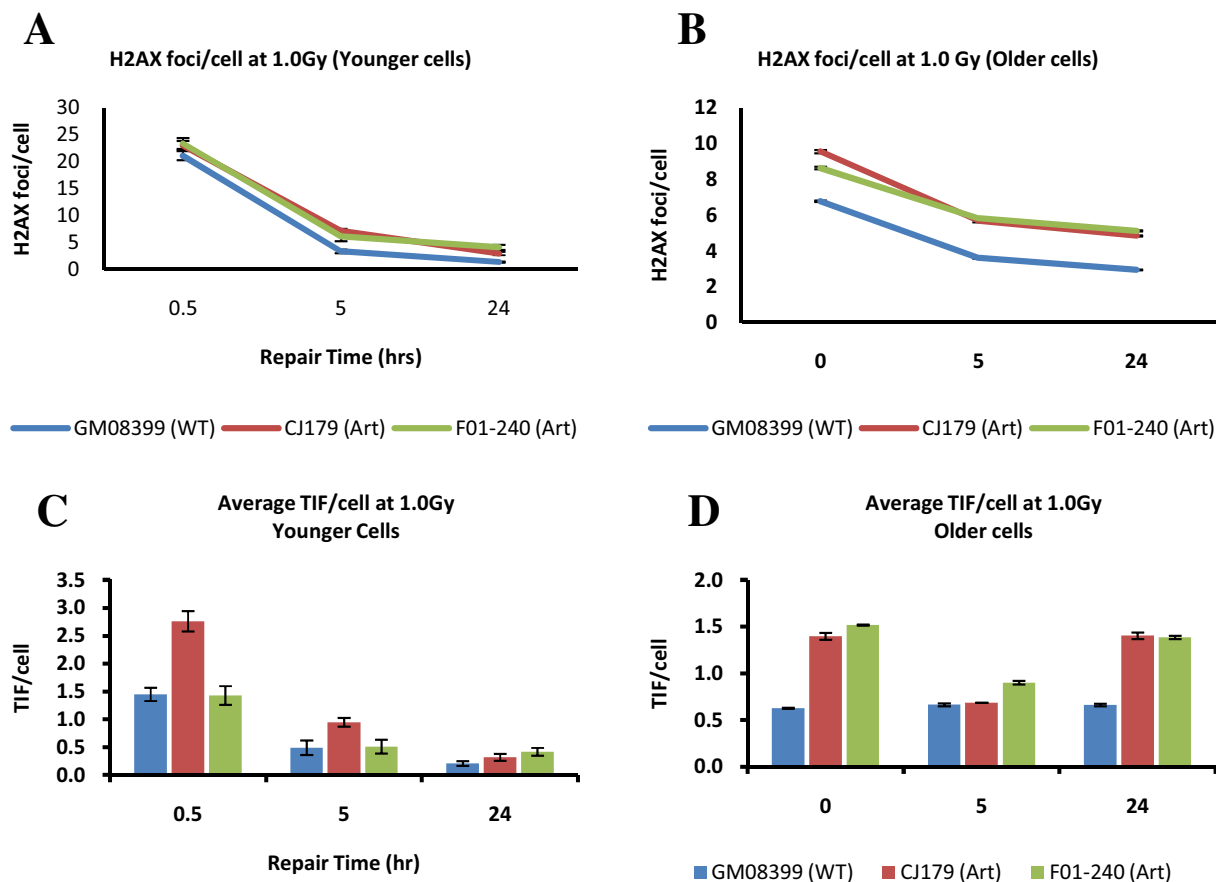 A
H2AX foci/cell at 1.0Gy (Younger cells)
H2AX foci/cell
30
25
20
15
10
5
0
0.5 5 24
Repair Time (hrs)
GM08399 (WT) CJ179 (Art) F01-240 (Art)
B
H2AX foci/cell at 1.0 Gy (Older cells)
H2AX foci/cell
12
10
8
6
4
2
0
0 5 24
GM08399 (WT) CJ179 (Art) F01-240 (Art)
C
Average TIF/cell at 1.0Gy
Younger Cells
TIF/cell
3.5
3.0
2.5
2.0
1.5
1.0
0.5
0.0
0.5 5 24
Repair Time (hr)
D
Average TIF/cell at 1.0Gy
Older cells
TIF/cell
2.0
1.5
1.0
0.5
0.0
0 5 24
GM08399 (WT) CJ179 (Art) F01-240 (Art)